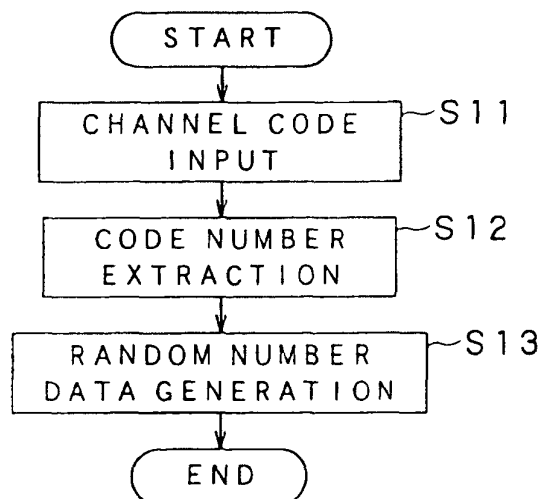 START
CHANNEL CODE
INPUT
S11
CODE NUMBER
EXTRACTION
S12
RANDOM NUMBER
DATA GENERATION
S13
END